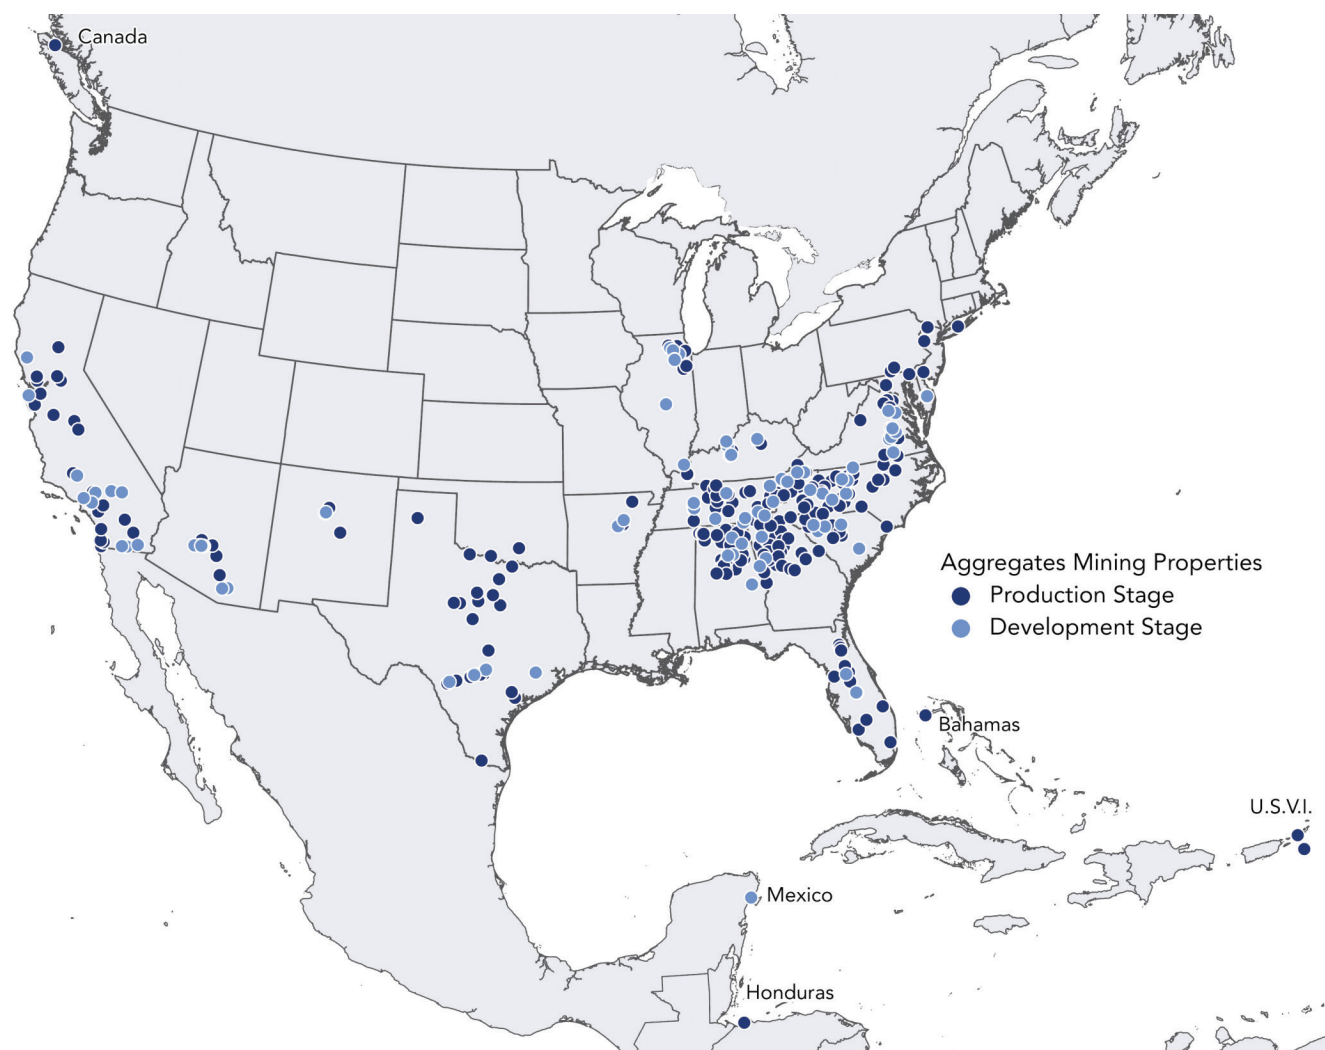 Canada
Aggregates Mining Properties
Production Stage
Development Stage
Bahamas
U.S.V.I.
Mexico
Honduras